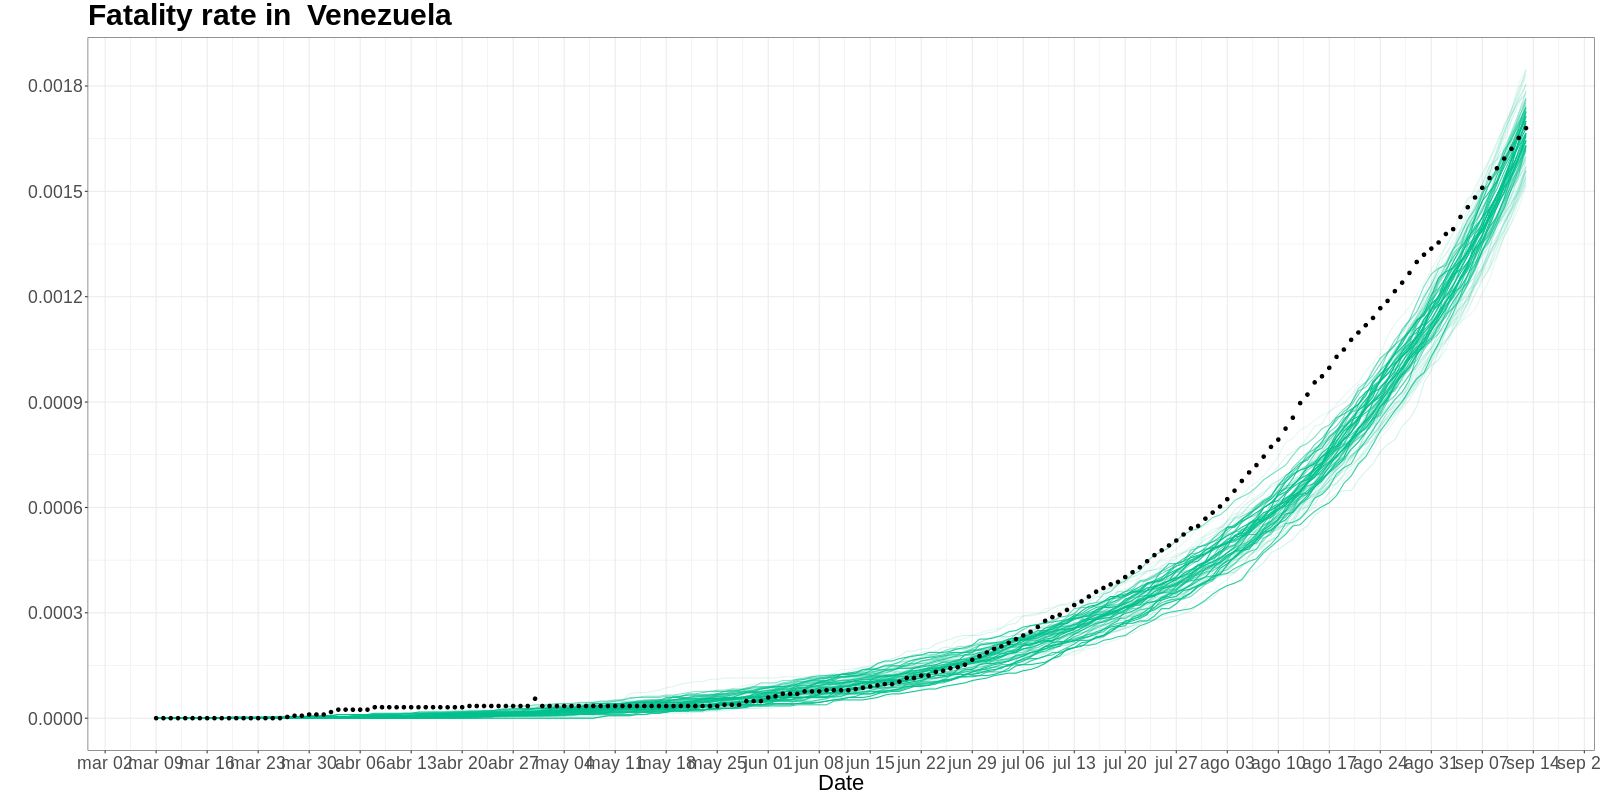 Fatality rate in  Venezuela
0.0018
0.0015
0.0012
0.0009
0.0006
0.0003
0.0000
mar 02 mar 09 mar 16 mar 23 mar 30 abr 06 abr 13 abr 20 abr 27 may 04 may 11 may 18 may 25 jun 01 jun 08 jun 15 jun 22 jun 29 jul 06 jul 13 jul 20 jul 27 ago 03 ago 10 ago 17 ago 24 ago 31 sep 07 sep 14 sep 2
Date